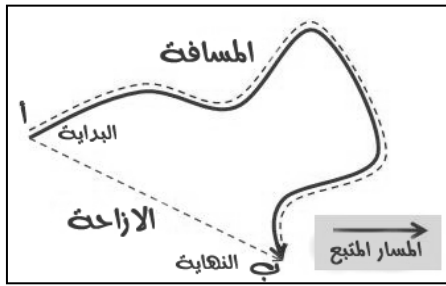 المسافة
أ
البداية
الازاحة
النهاية
ب
المسار المتبع